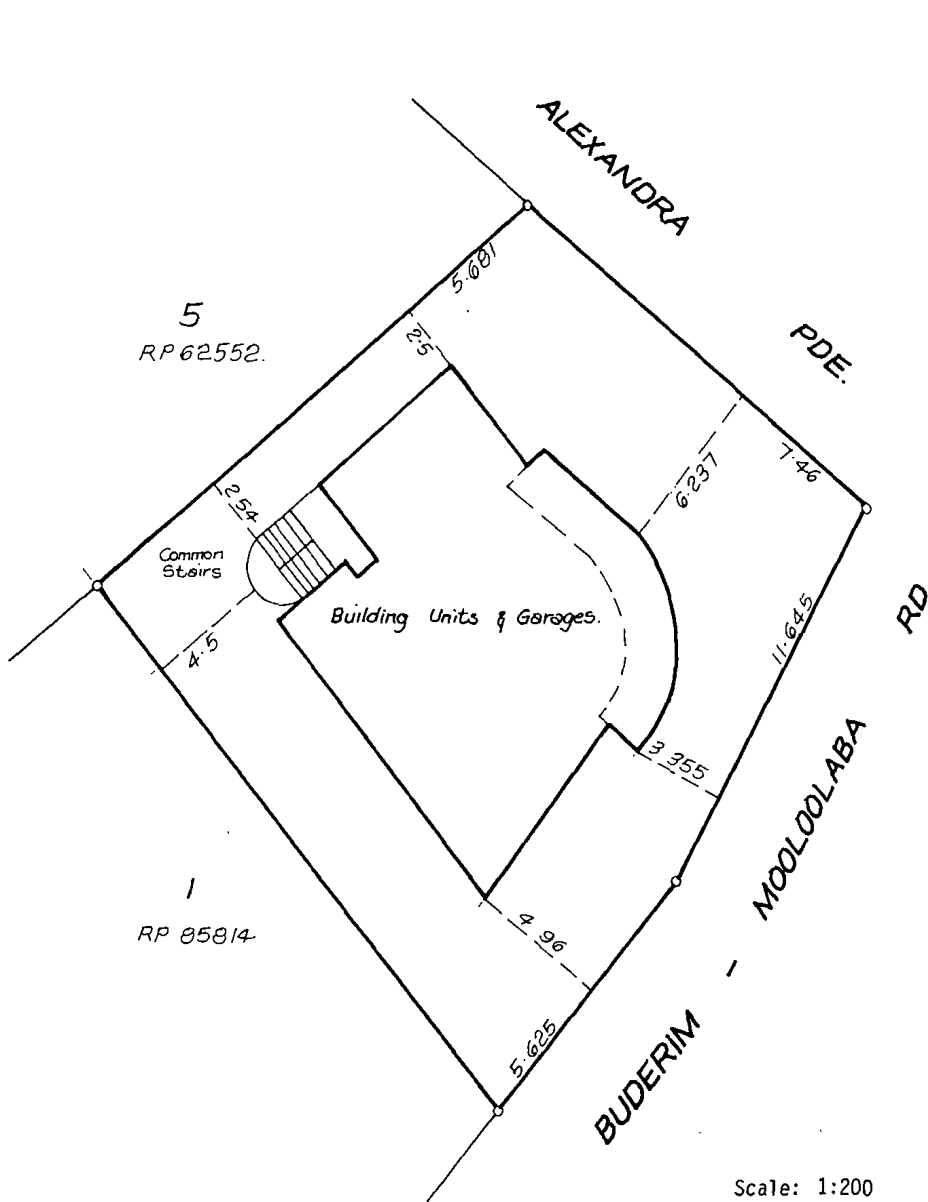 ALEXANDRA
PDE.
5.681
5
RP 62552.
2.5
6.237
7.46
2.54
Common
Stairs
Building Units & Garages.
RD
4.5
11.645
3.355
MOOLOOLABA
1
RP 85814
4.96
-
BUDERIM
5.625
Scale: 1:200